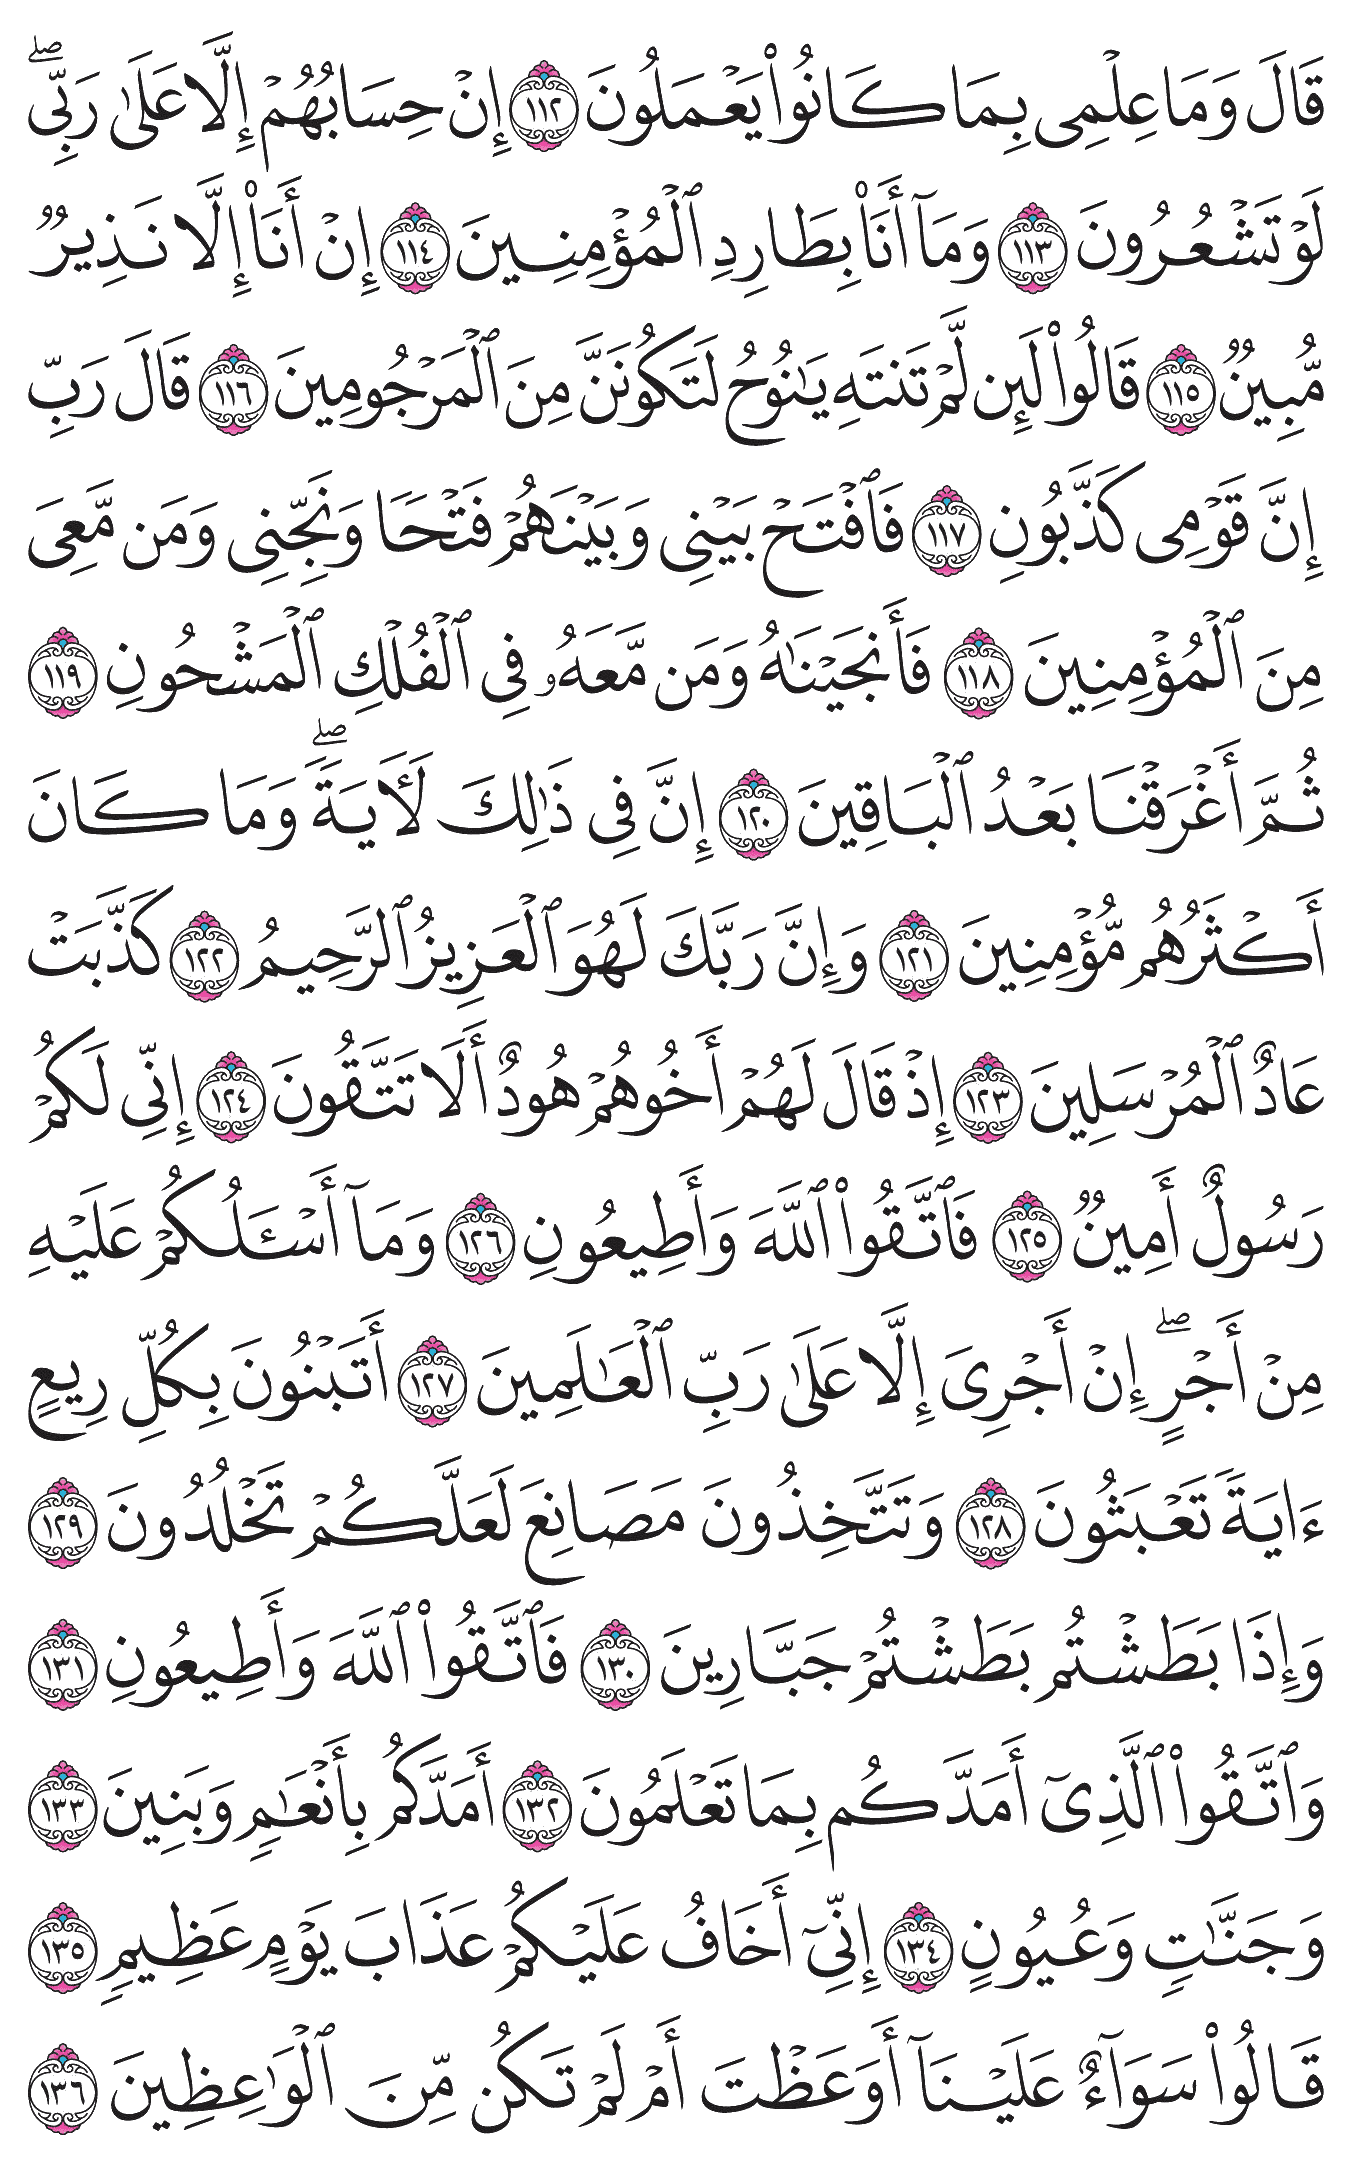 قَالَ وَمَا عِلۡمِي بِمَا كَانُواْ يَعۡمَلُونَ ١١٢ إِنۡ حِسَابُهُمۡ إِلَّا عَلَىٰ رَبِّيۖ
لَوۡ تَشۡعُرُونَ ١١٣ وَمَآ أَنَا۠ بِطَارِدِ ٱلۡمُؤۡمِنِينَ ١١٤ إِنۡ أَنَا۠ إِلَّا نَذِيرٞ
مُّبِينٞ ١١٥ قَالُواْ لَئِن لَّمۡ تَنتَهِ يَٰنُوحُ لَتَكُونَنَّ مِنَ ٱلۡمَرۡجُومِينَ ١١٦ قَالَ رَبِّ
إِنَّ قَوۡمِي كَذَّبُونِ ١١٧ فَٱفۡتَحۡ بَيۡنِي وَبَيۡنَهُمۡ فَتۡحٗا وَنَجِّنِي وَمَن مَّعِيَ
مِنَ ٱلۡمُؤۡمِنِينَ ١١٨ فَأَنجَيۡنَٰهُ وَمَن مَّعَهُۥ فِي ٱلۡفُلۡكِ ٱلۡمَشۡحُونِ ١١٩
ثُمَّ أَغۡرَقۡنَا بَعۡدُ ٱلۡبَاقِينَ ١٢٠ إِنَّ فِي ذَٰلِكَ لَأٓيَةٗۖ وَمَا كَانَ
أَكۡثَرُهُم مُّؤۡمِنِينَ ١٢١ وَإِنَّ رَبَّكَ لَهُوَ ٱلۡعَزِيزُ ٱلرَّحِيمُ ١٢٢ كَذَّبَتۡ
عَادٌ ٱلۡمُرۡسَلِينَ ١٢٣ إِذۡ قَالَ لَهُمۡ أَخُوهُمۡ هُودٌ أَلَا تَتَّقُونَ ١٢٤ إِنِّي لَكُمۡ
رَسُولٌ أَمِينٞ ١٢٥ فَٱتَّقُواْ ٱللَّهَ وَأَطِيعُونِ ١٢٦ وَمَآ أَسۡـَٔلُكُمۡ عَلَيۡهِ
مِنۡ أَجۡرٍۖ إِنۡ أَجۡرِيَ إِلَّا عَلَىٰ رَبِّ ٱلۡعَٰلَمِينَ ١٢٧ أَتَبۡنُونَ بِكُلِّ رِيعٍ
ءَايَةٗ تَعۡبَثُونَ ١٢٨ وَتَتَّخِذُونَ مَصَانِعَ لَعَلَّكُمۡ تَخۡلُدُونَ ١٢٩
وَإِذَا بَطَشۡتُم بَطَشۡتُمۡ جَبَّارِينَ ١٣٠ فَٱتَّقُواْ ٱللَّهَ وَأَطِيعُونِ ١٣١
وَٱتَّقُواْ ٱلَّذِيٓ أَمَدَّكُم بِمَا تَعۡلَمُونَ ١٣٢ أَمَدَّكُم بِأَنۡعَٰمٖ وَبَنِينَ ١٣٣
وَجَنَّٰتٖ وَعُيُونٍ ١٣٤ إِنِّيٓ أَخَافُ عَلَيۡكُمۡ عَذَابَ يَوۡمٍ عَظِيمٖ ١٣٥
قَالُواْ سَوَآءٌ عَلَيۡنَآ أَوَعَظۡتَ أَمۡ لَمۡ تَكُن مِّنَ ٱلۡوَٰعِظِينَ ١٣٦